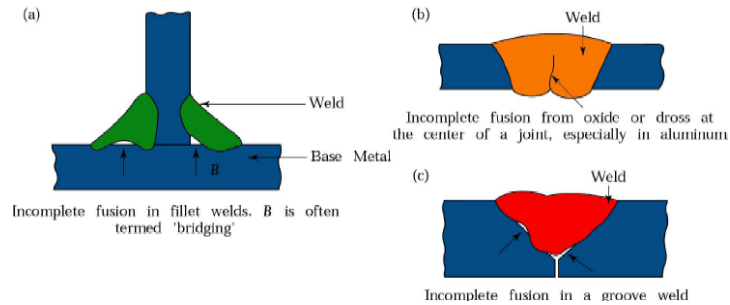 (a)
Weld
Base Metal
B
Incomplete fusion in fillet welds. B is often
termed 'bridging'
(b)
Weld
Incomplete fusion from oxide or dross at
the center of a joint, especially in aluminum
(c)
Weld
Incomplete fusion in a groove weld